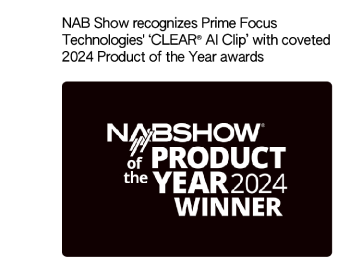 NAB Show recognizes Prime Focus
Technologies' ‘CLEAR® AI Clip’ with coveted
2024 Product of the Year awards
NABSHOW®
of PRODUCT
the YEAR 2024
WINNER